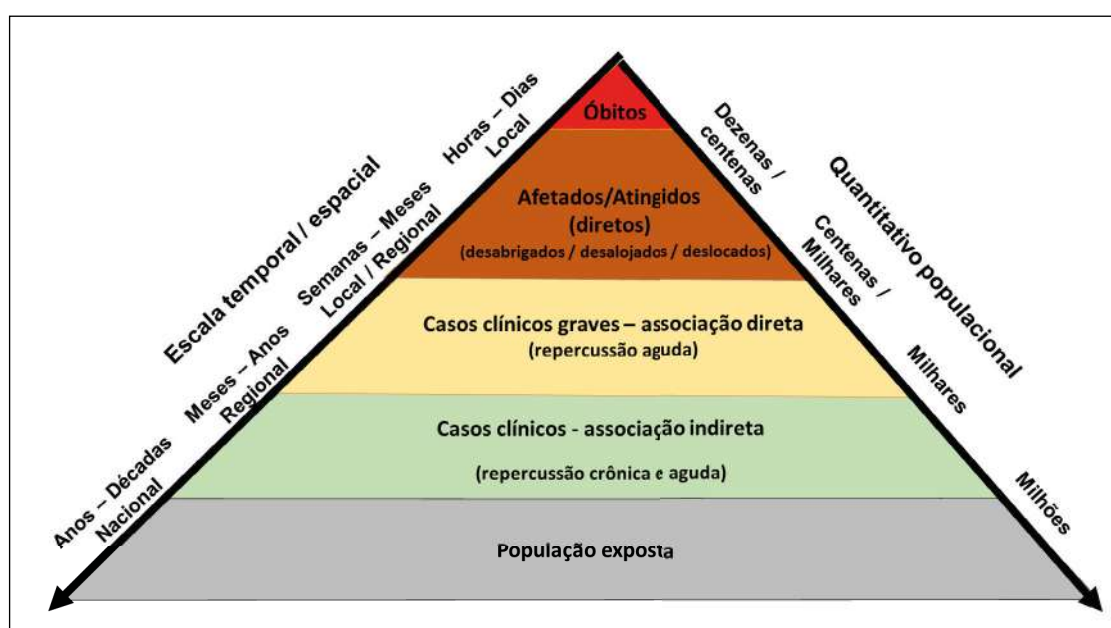 Óbitos
Afetados/Atingidos
(diretos)
(desabrigados / desalojados / deslocados)
Casos clínicos graves – associação direta
(repercussão aguda)
Casos clínicos - associação indireta
(repercussão crônica e aguda)
População exposta
Escala temporal / espacial
Horas – Dias
Local
Semanas – Meses
Local / Regional
Meses – Anos
Regional
Anos – Décadas
Nacional
Quantitativo populacional
Dezenas /
centenas
Centenas /
Milhares
Milhares
Milhões